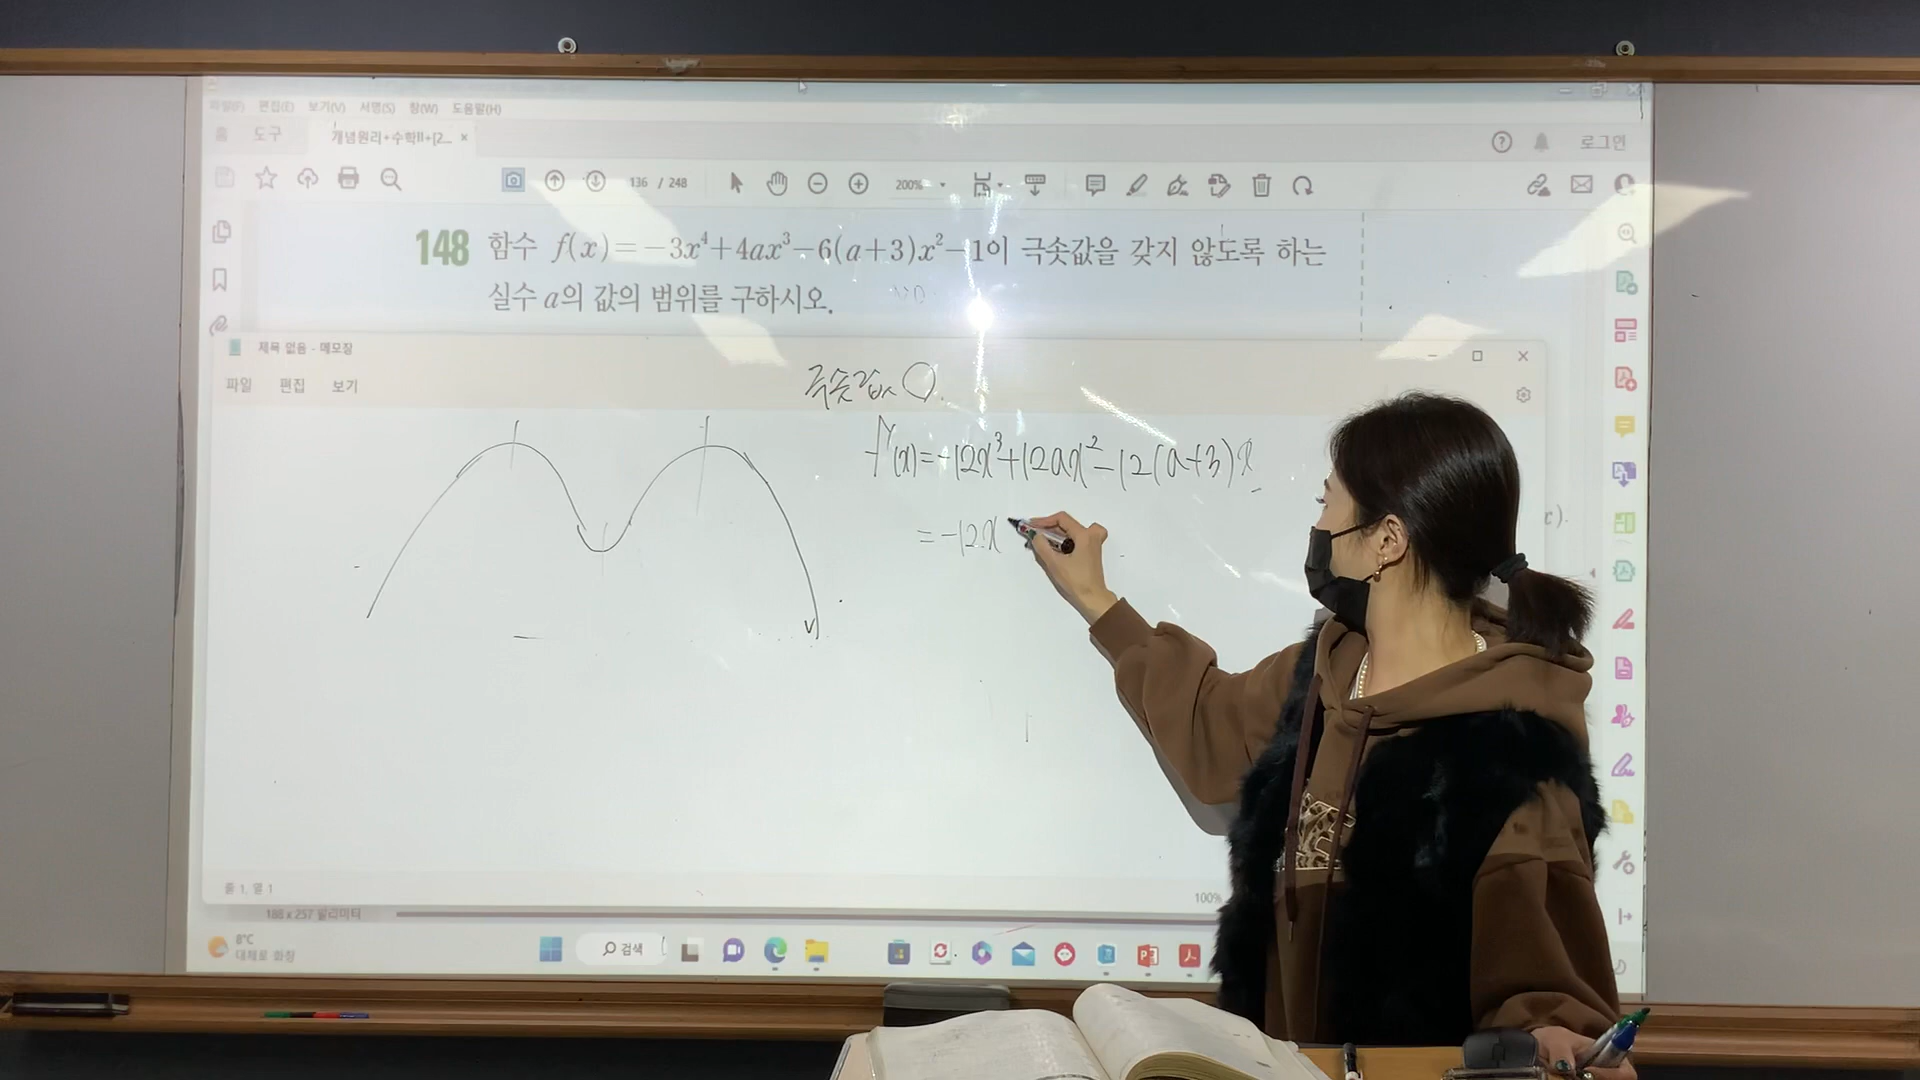 파일(F) 편집(E) 보기(V) 서명(S) 창(W) 도움말(H)
홈 도구 개념원리+수학II+(2... ×
로그인
136 / 248
200%
148 함수 f(x)=-3x⁴+4ax³-6(a+3)x²-1이 극솟값을 갖지 않도록 하는
실수 a의 값의 범위를 구하시오.
제목 없음 - 메모장
파일 편집 보기
극솟값
f'(x)=-12x³+12ax²-12(a+3)x
=-12x
x).
줄 1, 열 1
100%
188 x 257 밀리미터
8°C
대체로 화창
검색